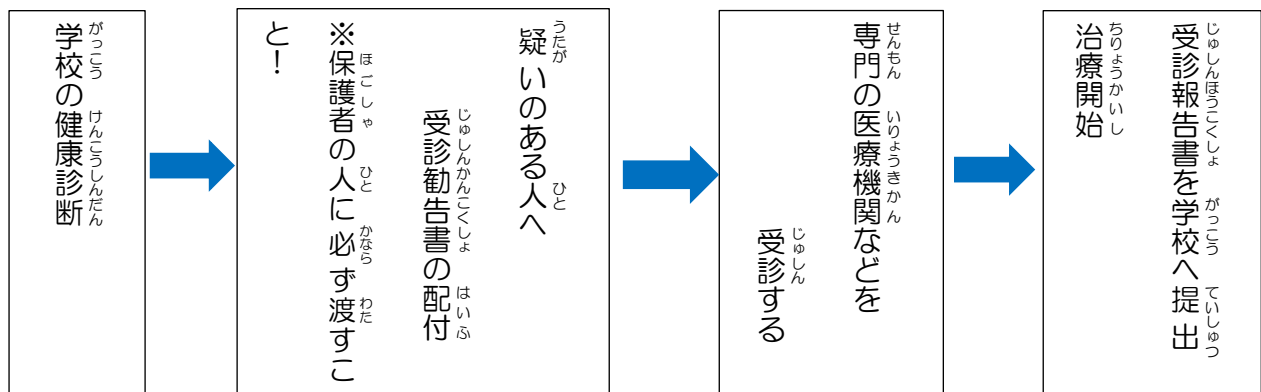 学校の健康診断
疑いのある人へ
受診勧告書の配付
※保護者の人に必ず渡すこ
と！
専門の医療機関などを
受診する
受診報告書を学校へ提出
治療開始